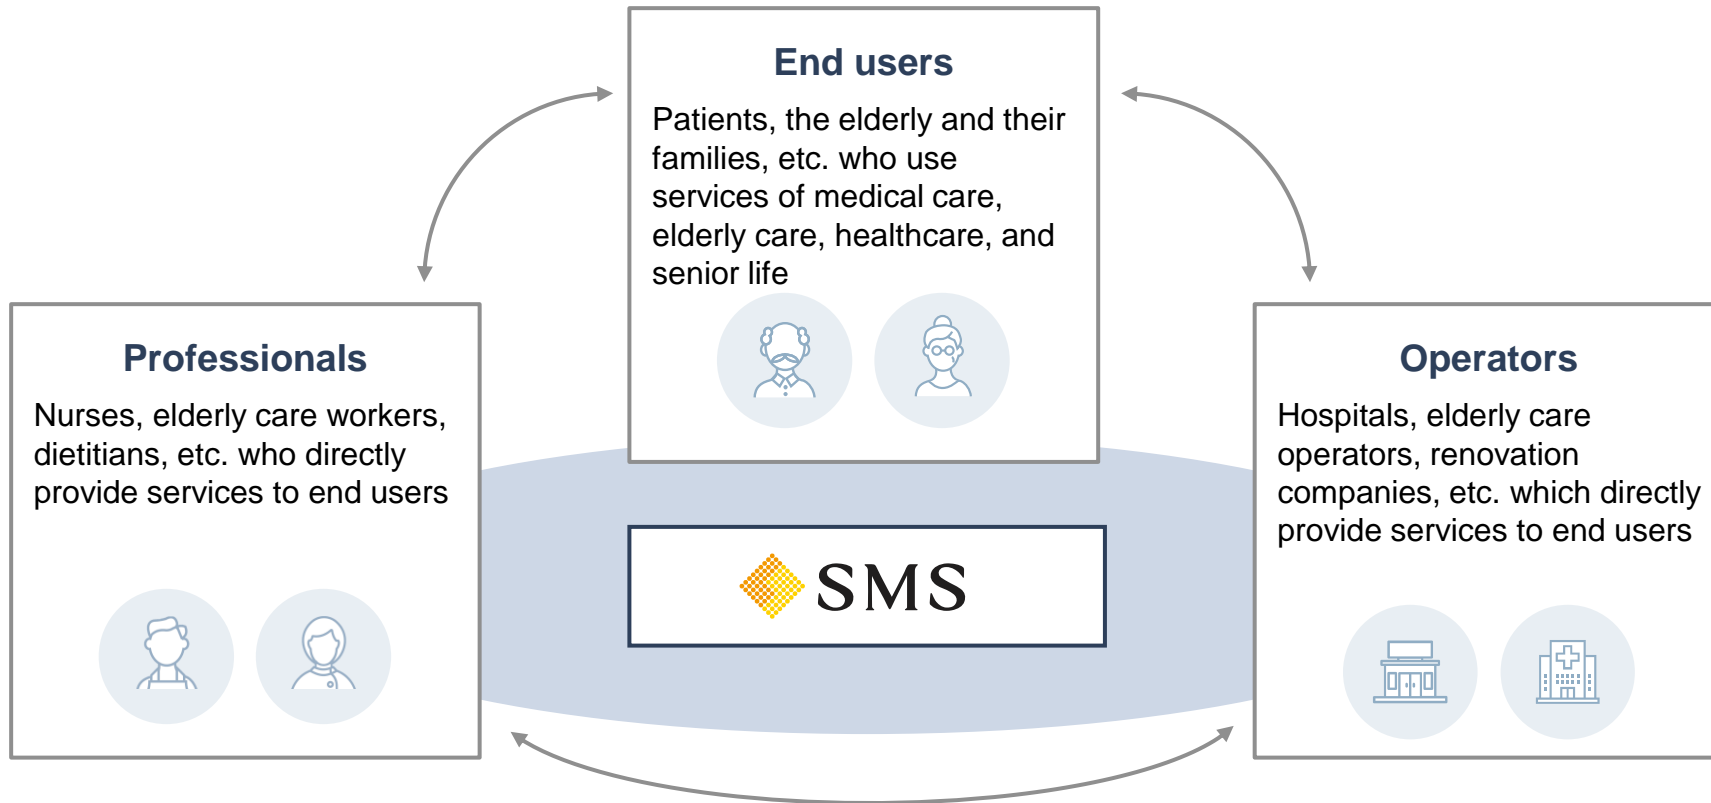 End users
Patients, the elderly and their
families, etc. who use
services of medical care,
elderly care, healthcare, and
senior life
Professionals
Nurses, elderly care workers,
dietitians, etc. who directly
provide services to end users
Operators
Hospitals, elderly care
operators, renovation
companies, etc. which directly
provide services to end users
SMS